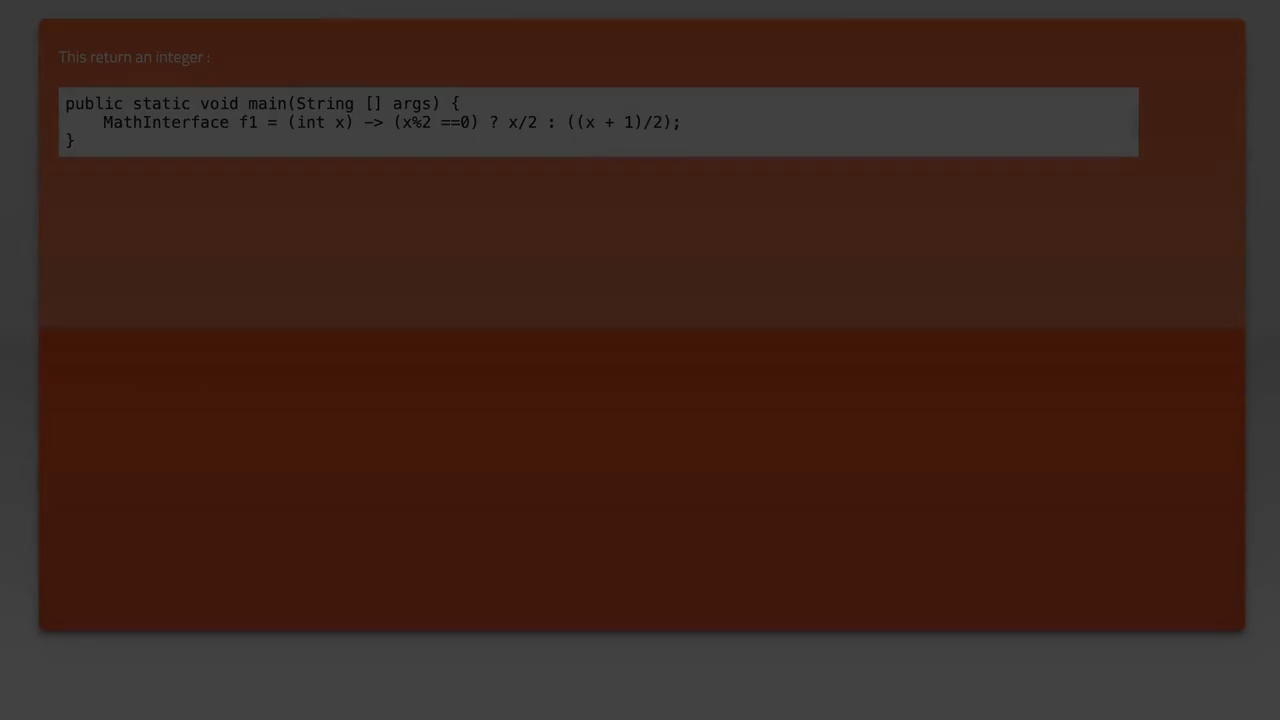 This return an integer :
public static void main(String [] args) {
    MathInterface f1 = (int x) -> (x%2 ==0) ? x/2 : ((x + 1)/2);
}